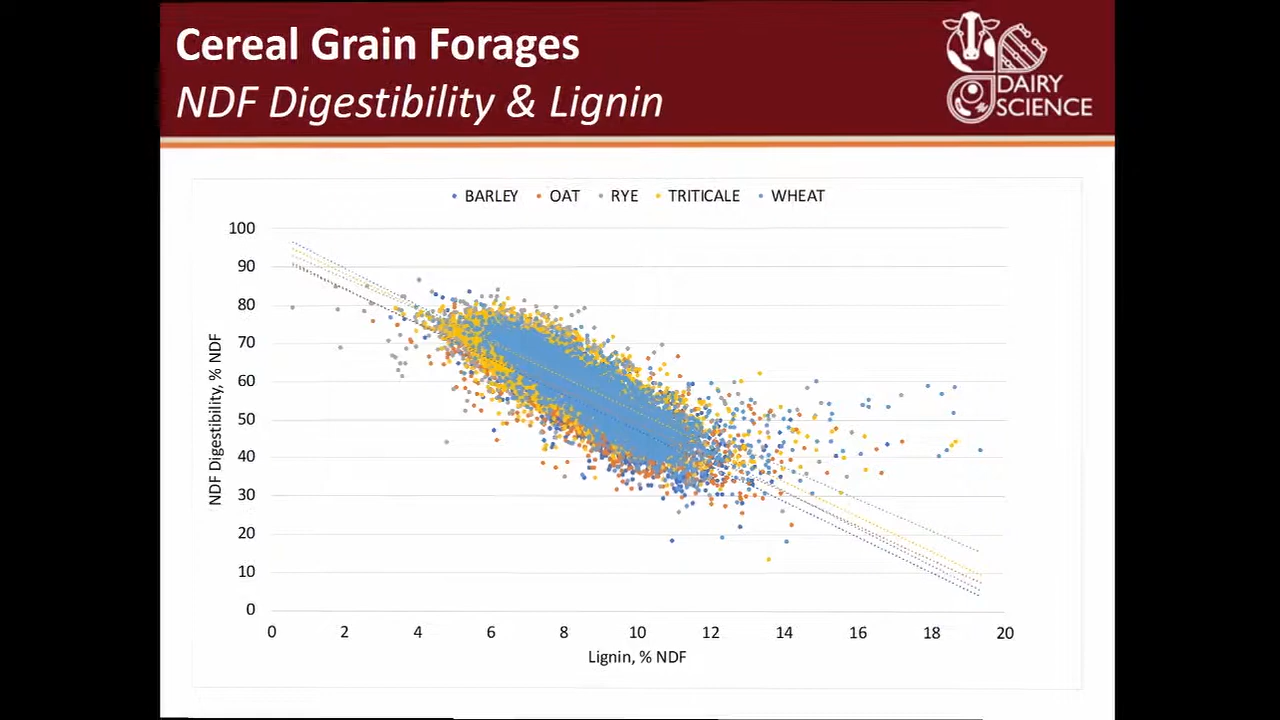 Cereal Grain Forages
NDF Digestibility & Lignin
DAIRY
SCIENCE
BARLEY OAT RYE TRITICALE WHEAT
100
90
80
70
60
50
40
30
20
10
0
NDF Digestibility, % NDF
0 2 4 6 8 10 12 14 16 18 20
Lignin, % NDF